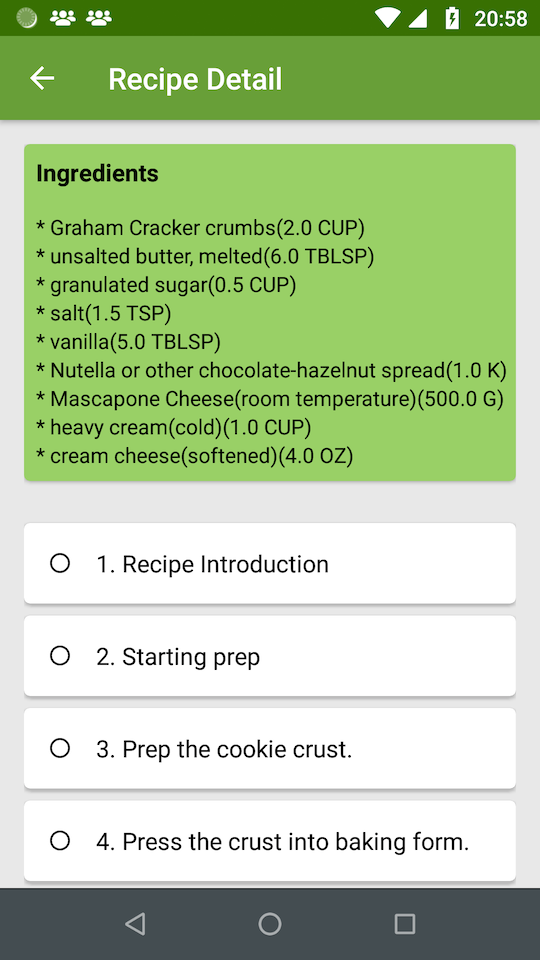 20:58
Recipe Detail
Ingredients
* Graham Cracker crumbs(2.0 CUP)
* unsalted butter, melted(6.0 TBLSP)
* granulated sugar(0.5 CUP)
* salt(1.5 TSP)
* vanilla(5.0 TBLSP)
* Nutella or other chocolate-hazelnut spread(1.0 K)
* Mascapone Cheese(room temperature)(500.0 G)
* heavy cream(cold)(1.0 CUP)
* cream cheese(softened)(4.0 OZ)
1. Recipe Introduction
2. Starting prep
3. Prep the cookie crust.
4. Press the crust into baking form.